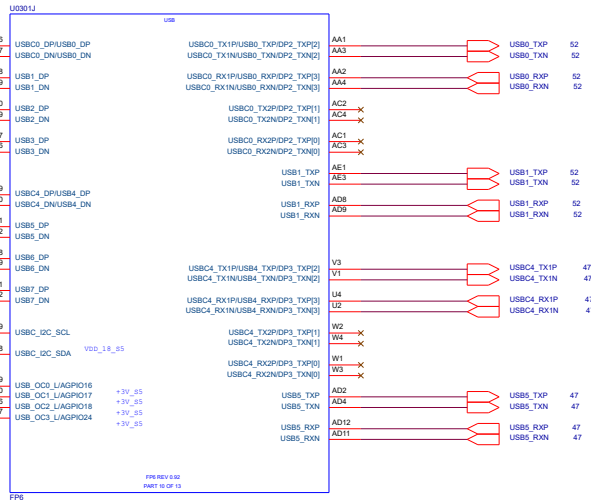 U0301J
USB
USBC0_DP/USB0_DP USBC0_TX1P/USB0_TXP/DP2_TXP[2] AA1 USB0_TXP 52
USBC0_DN/USB0_DN USBC0_TX1N/USB0_TXN/DP2_TXN[2] AA3 USB0_TXN 52
USB1_DP USBC0_RX1P/USB0_RXP/DP2_TXP[3] AA2 USB0_RXP 52
USB1_DN USBC0_RX1N/USB0_RXN/DP2_TXN[3] AA4 USB0_RXN 52
USB2_DP USBC0_TX2P/DP2_TXP[1] AC2
USB2_DN USBC0_TX2N/DP2_TXN[1] AC4
USB3_DP USBC0_RX2P/DP2_TXP[0] AC1
USB3_DN USBC0_RX2N/DP2_TXN[0] AC3
USB1_TXP AE1 USB1_TXP 52
USB1_TXN AE3 USB1_TXN 52
USBC4_DP/USB4_DP
USBC4_DN/USB4_DN USB1_RXP AD8 USB1_RXP 52
USB1_RXN AD9 USB1_RXN 52
USB5_DP
USB5_DN
USB6_DP
USB6_DN USBC4_TX1P/USB4_TXP/DP3_TXP[2] V3 USBC4_TX1P 47
USBC4_TX1N/USB4_TXN/DP3_TXN[2] V1 USBC4_TX1N 47
USB7_DP
USB7_DN USBC4_RX1P/USB4_RXP/DP3_TXP[3] U4 USBC4_RX1P 47
USBC4_RX1N/USB4_RXN/DP3_TXN[3] U2 USBC4_RX1N
USBC_I2C_SCL USBC4_TX2P/DP3_TXP[1] W2
USBC4_TX2N/DP3_TXN[1] W4
USBC_I2C_SDA VDD_18_S5
USBC4_RX2P/DP3_TXP[0] W1
USBC4_RX2N/DP3_TXN[0] W3
USB_OC0_L/AGPIO16 +3V_S5
USB_OC1_L/AGPIO17 +3V_S5 USB5_TXP AD2 USB5_TXP 47
USB_OC2_L/AGPIO18 +3V_S5 USB5_TXN AD4 USB5_TXN 47
USB_OC3_L/AGPIO24 +3V_S5
USB5_RXP AD12 USB5_RXP 47
USB5_RXN AD11 USB5_RXN 47
FP6 REV 0.92
PART 10 OF 13
FP6